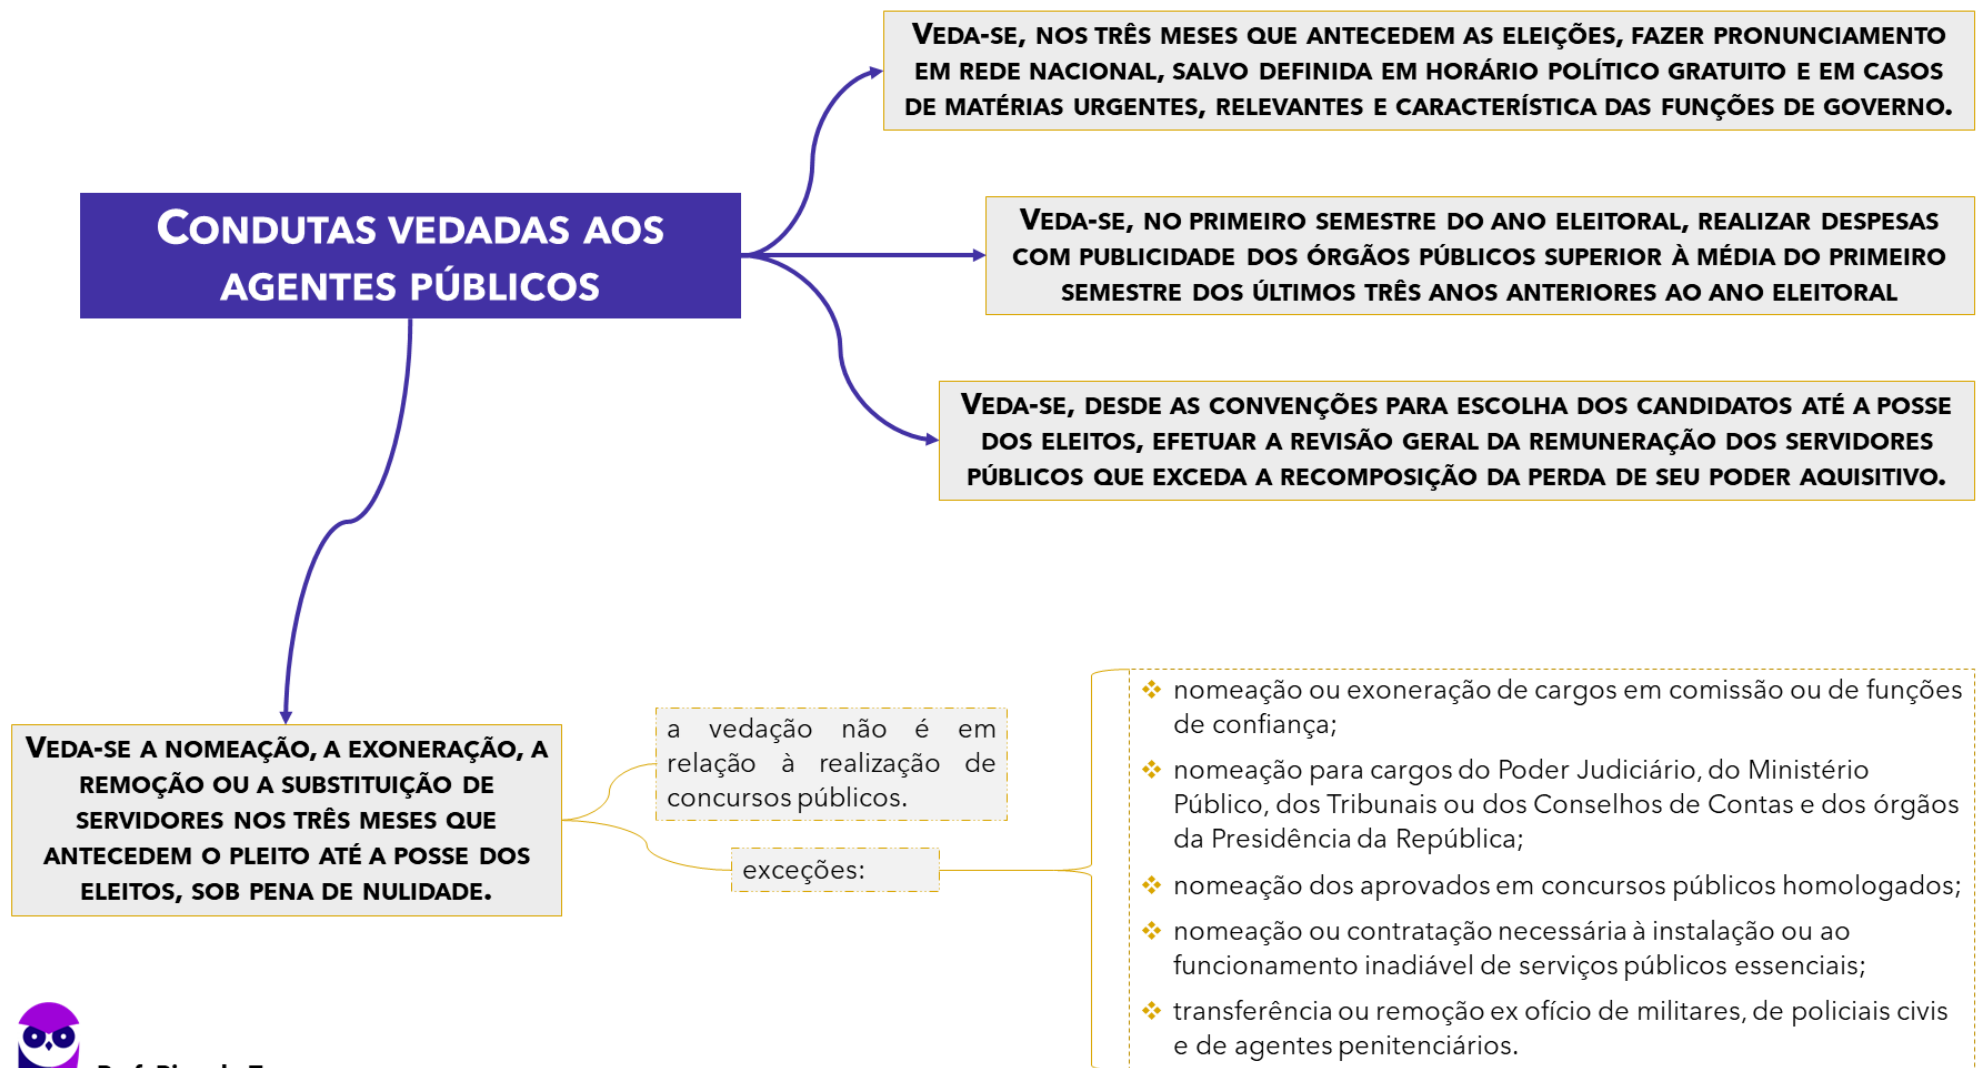 VEDA-SE, NOS TRÊS MESES QUE ANTECEDEM AS ELEIÇÕES, FAZER PRONUNCIAMENTO
EM REDE NACIONAL, SALVO DEFINIDA EM HORÁRIO POLÍTICO GRATUITO E EM CASOS
DE MATÉRIAS URGENTES, RELEVANTES E CARACTERÍSTICA DAS FUNÇÕES DE GOVERNO.
CONDUTAS VEDADAS AOS
AGENTES PÚBLICOS
VEDA-SE, NO PRIMEIRO SEMESTRE DO ANO ELEITORAL, REALIZAR DESPESAS
COM PUBLICIDADE DOS ÓRGÃOS PÚBLICOS SUPERIOR À MÉDIA DO PRIMEIRO
SEMESTRE DOS ÚLTIMOS TRÊS ANOS ANTERIORES AO ANO ELEITORAL
VEDA-SE, DESDE AS CONVENÇÕES PARA ESCOLHA DOS CANDIDATOS ATÉ A POSSE
DOS ELEITOS, EFETUAR A REVISÃO GERAL DA REMUNERAÇÃO DOS SERVIDORES
PÚBLICOS QUE EXCEDA A RECOMPOSIÇÃO DA PERDA DE SEU PODER AQUISITIVO.
VEDA-SE A NOMEAÇÃO, A EXONERAÇÃO, A
REMOÇÃO OU A SUBSTITUIÇÃO DE
SERVIDORES NOS TRÊS MESES QUE
ANTECEDEM O PLEITO ATÉ A POSSE DOS
ELEITOS, SOB PENA DE NULIDADE.
a vedação não é em
relação à realização de
concursos públicos.
exceções:
nomeação ou exoneração de cargos em comissão ou de funções
de confiança;
nomeação para cargos do Poder Judiciário, do Ministério
Público, dos Tribunais ou dos Conselhos de Contas e dos órgãos
da Presidência da República;
nomeação dos aprovados em concursos públicos homologados;
nomeação ou contratação necessária à instalação ou ao
funcionamento inadiável de serviços públicos essenciais;
transferência ou remoção ex ofício de militares, de policiais civis
e de agentes penitenciários.